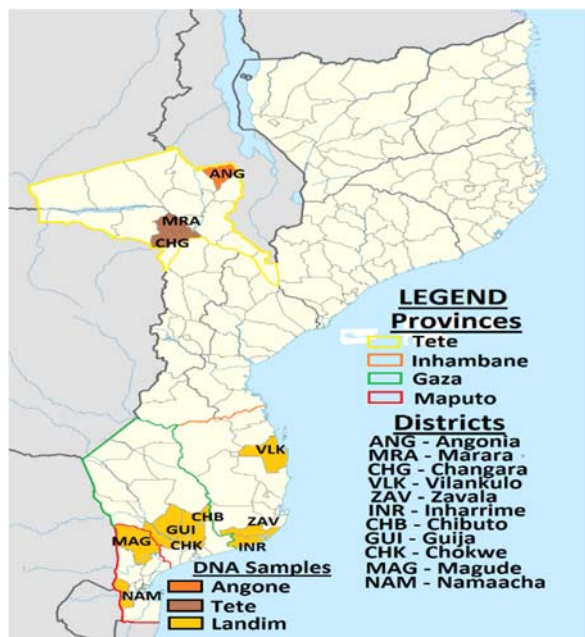 ANG
MRA
CHG
LEGEND
Provinces
Tete
Inhambane
Gaza
Maputo
Districts
ANG - Angonia
MRA - Marara
CHG - Changara
VLK - Vilankulo
ZAV - Zavala
INR - Inharrime
CHB - Chibuto
GUI - Guija
CHK - Chokwe
MAG - Magude
NAM - Namaacha
VLK
CHB
ZAV
GUI
MAG
CHK
INR
NAM
DNA Samples
Angone
Tete
Landim